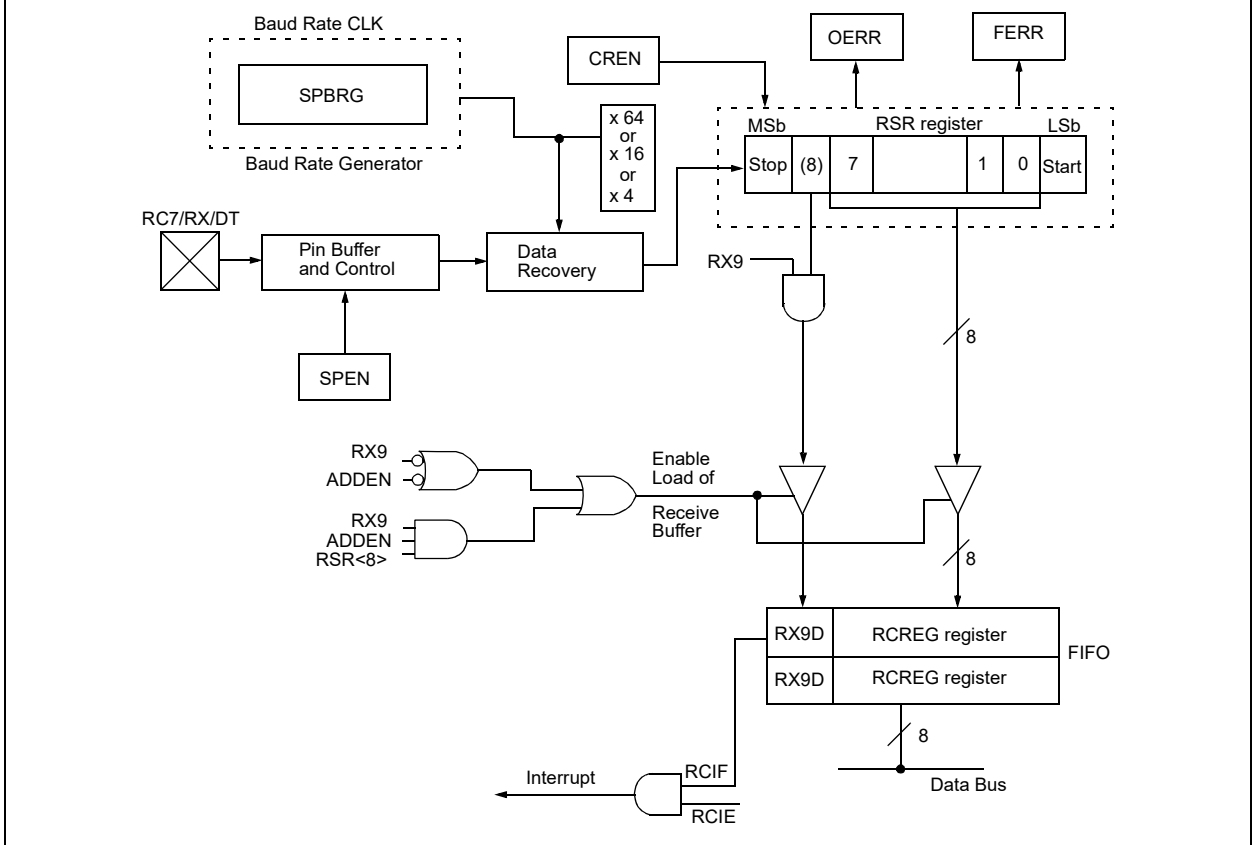 Baud Rate CLK
SPBRG
Baud Rate Generator
CREN
OERR
FERR
x 64
or
x 16
or
x 4
MSb
RSR register
LSb
Stop
(8)
7
1
0
Start
RC7/RX/DT
Pin Buffer
and Control
Data
Recovery
SPEN
RX9
8
RX9
ADDEN
RX9
ADDEN
RSR<8>
Enable
Load of
Receive
Buffer
8
RX9D
RCREG register
RX9D
RCREG register
FIFO
8
Data Bus
Interrupt
RCIF
RCIE